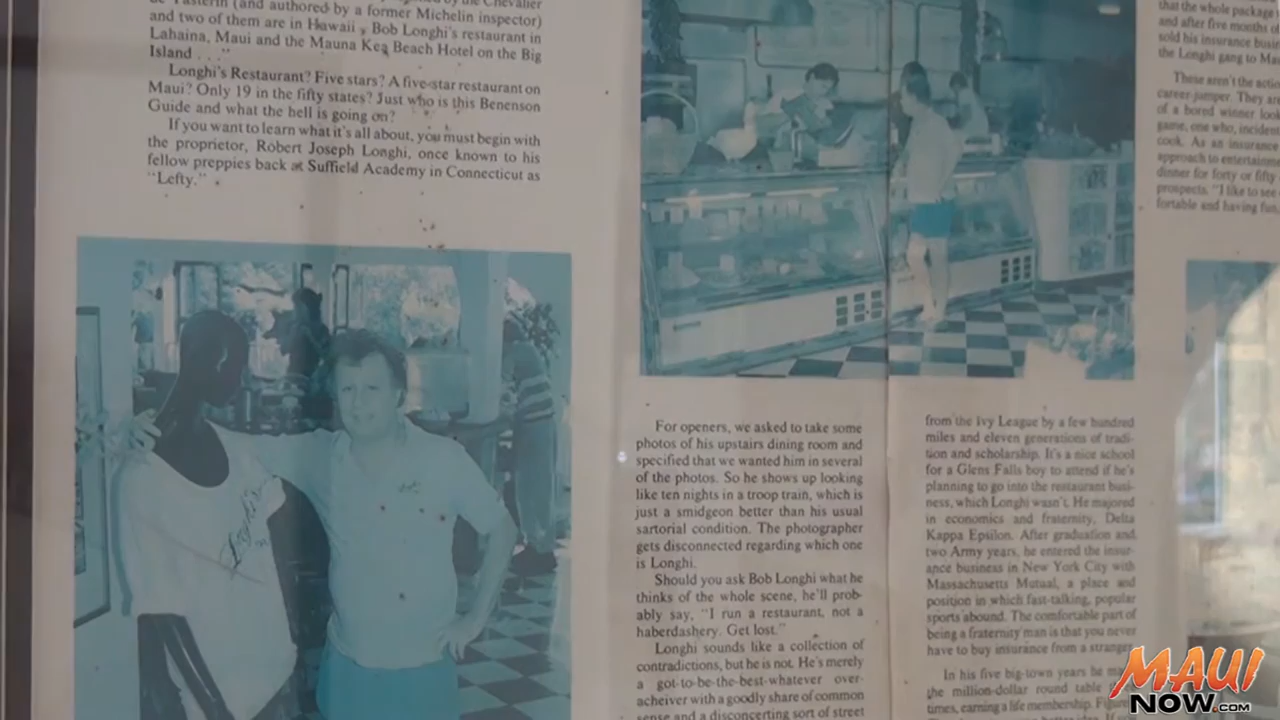 (and authored by a former Michelin inspector)
and two of them are in Hawaii, Bob Longhi's restaurant in
Lahaina, Maui and the Mauna Kea Beach Hotel on the Big
Island . . ."
Longhi's Restaurant? Five stars? A five-star restaurant on
Maui? Only 19 in the fifty states? Just who is this Benenson
Guide and what the hell is going on?
If you want to learn what it's all about, you must begin with
the proprietor, Robert Joseph Longhi, once known to his
fellow preppies back at Suffield Academy in Connecticut as
"Lefty."
For openers, we asked to take some
photos of his upstairs dining room and
specified that we wanted him in several
of the photos. So he shows up looking
like ten nights in a troop train, which is
just a smidgeon better than his usual
sartorial condition. The photographer
gets disconnected regarding which one
is Longhi.
Should you ask Bob Longhi what he
thinks of the whole scene, he'll prob-
ably say, "I run a restaurant, not a
haberdashery. Get lost."
Longhi sounds like a collection of
contradictions, but he is not. He's merely
a got-to-be-the-best-whatever over-
acheiver with a goodly share of common
sense and a disconcerting sort of street
from the Ivy League by a few hundred
miles and eleven generations of tradi-
tion and scholarship. It's a nice school
for a Glens Falls boy to attend if he's
planning to go into the restaurant busi-
ness, which Longhi wasn't. He majored
in economics and fraternity, Delta
Kappa Epsilon. After graduation and
two Army years, he entered the insur-
ance business in New York City with
Massachusetts Mutual, a place and
position in which fast-talking, popular
sports abound. The comfortable part of
being a fraternity man is that you never
have to buy insurance from a stranger.
In his five big-town years he
the million-dollar round table
times, earning a life membership.
that the whole package
and after five months
sold his insurance
the Longhi gang to
These aren't the
career-jumper. They
of a bored winner
game, one who,
cook. As an insurance
approach to
dinner for forty or fifty
prospects. "I like to see
fortable and having fun
MAUI
NOW.COM